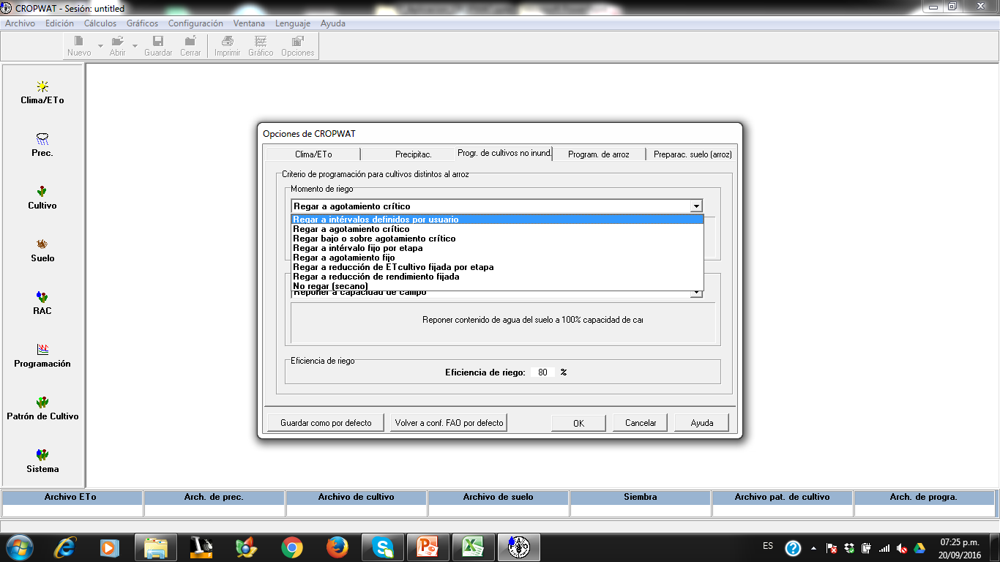 CROPWAT - Sesión: untitled
Archivo Edición Cálculos Gráficos Configuración Ventana Lenguaje Ayuda
Nuevo Abrir Guardar Cerrar Imprimir Gráfico Opciones
Clima/ETo
Prec.
Cultivo
Suelo
RAC
Programación
Patrón de Cultivo
Sistema
Opciones de CROPWAT
Clima/ETo Precipitac. Progr. de cultivos no inund. Program. de arroz Preparac. suelo (arroz)
Criterio de programación para cultivos distintos al arroz
Momento de riego
Regar a agotamiento crítico
Regar a intérvalos definidos por usuario
Regar a agotamiento crítico
Regar bajo o sobre agotamiento crítico
Regar a intérvalo fijo por etapa
Regar a agotamiento fijo
Regar a reducción de ETcultivo fijada por etapa
Regar a reducción de rendimiento fijada
No regar (secano)
Reponer a capacidad de campo
Reponer contenido de agua del suelo a 100% capacidad de car
Eficiencia de riego
Eficiencia de riego: 80 %
Guardar como por defecto Volver a conf. FAO por defecto OK Cancelar Ayuda
Archivo ETo Arch. de prec. Archivo de cultivo Archivo de suelo Siembra Archivo pat. de cultivo Arch. de progra.
ES
07:25 p.m.
20/09/2016